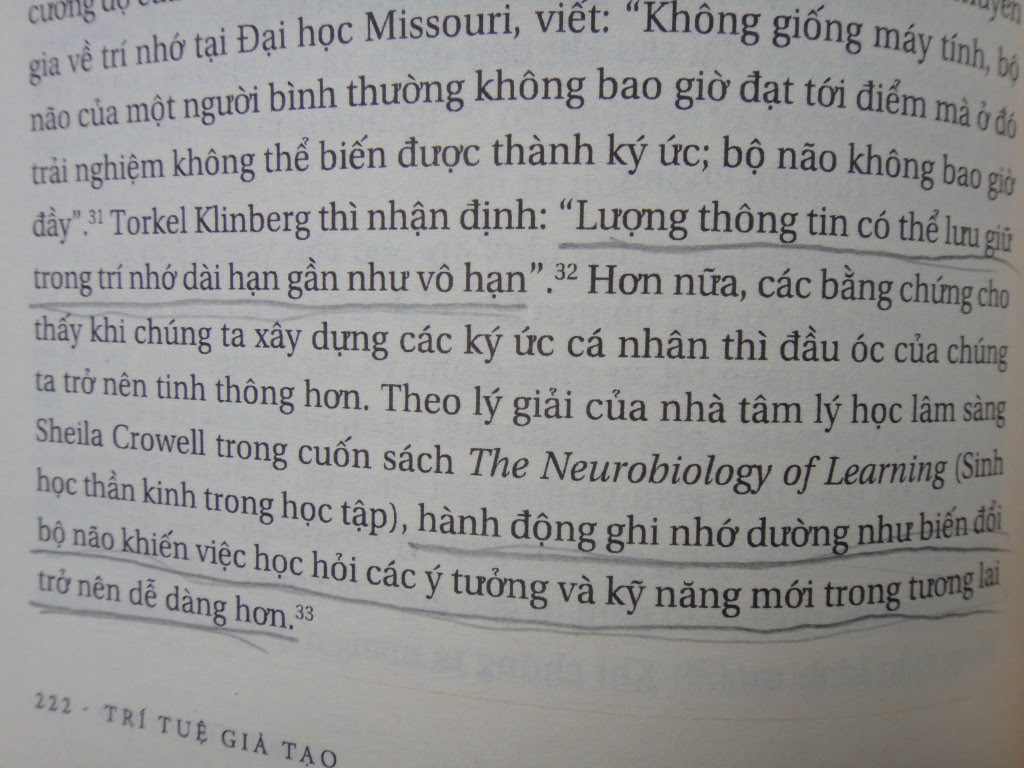 cường độ
gia về trí nhớ tại Đại học Missouri, viết: “Không giống máy tính, bộ
não của một người bình thường không bao giờ đạt tới điểm mà ở đó
trải nghiệm không thể biến được thành ký ức; bộ não không bao giờ
đầy”.31 Torkel Klinberg thì nhận định: “Lượng thông tin có thể lưu giữ
trong trí nhớ dài hạn gần như vô hạn”.32 Hơn nữa, các bằng chứng cho
thấy khi chúng ta xây dựng các ký ức cá nhân thì đầu óc của chúng
ta trở nên tinh thông hơn. Theo lý giải của nhà tâm lý học lâm sàng
Sheila Crowell trong cuốn sách The Neurobiology of Learning (Sinh
học thần kinh trong học tập), hành động ghi nhớ dường như biến đổi
bộ não khiến việc học hỏi các ý tưởng và kỹ năng mới trong tương lai
trở nên dễ dàng hơn.33
222 · TRÍ TUỆ GIẢ TẠO